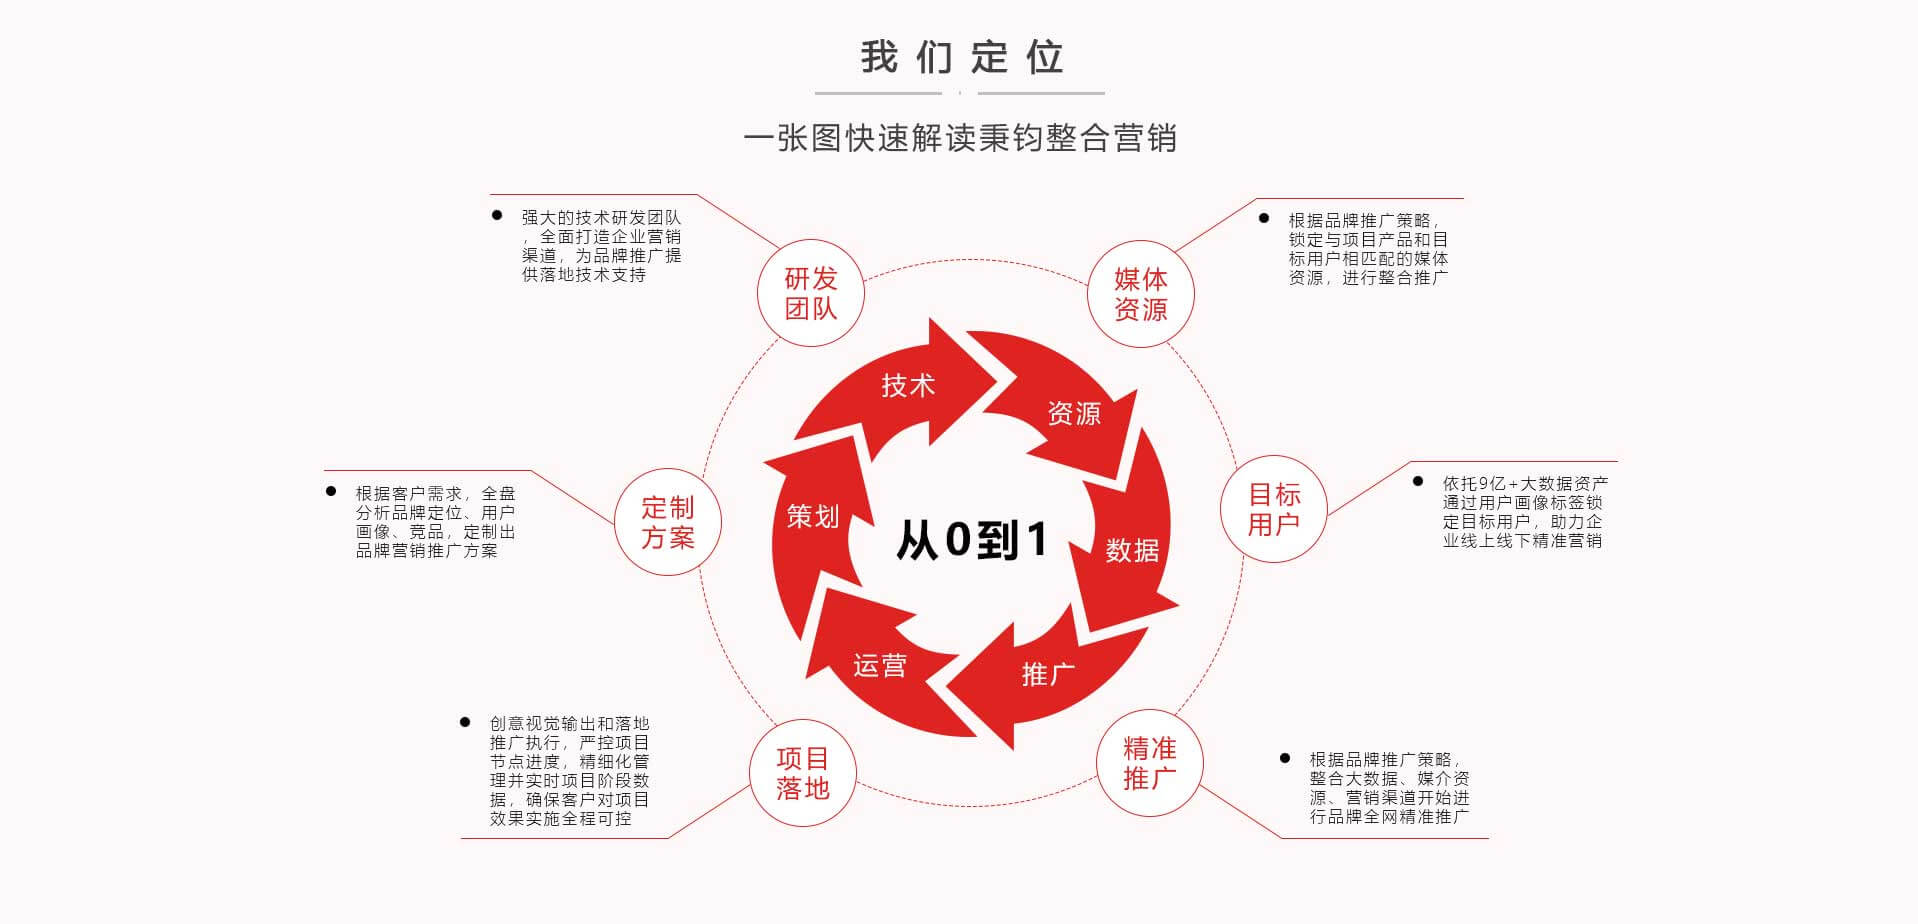 我们定位
一张图快速解读秉钧整合营销
强大的技术研发团队
，全面打造企业营销
渠道，为品牌推广提
供落地技术支持
研发
团队
媒体
资源
根据品牌推广策略，
锁定与项目产品和目
标用户相匹配的媒体
资源，进行整合推广
技术
资源
根据客户需求，全盘
分析品牌定位、用户
画像、竞品，定制出
品牌营销推广方案
定制
方案
策划
从0到1
数据
目标
用户
依托9亿+大数据资产
通过用户画像标签锁
定目标用户，助力企
业线上线下精准营销
运营
推广
创意视觉输出和落地
推广执行，严控项目
节点进度，精细化管
理并实时项目阶段数
据，确保客户对项目
效果实施全程可控
项目
落地
精准
推广
根据品牌推广策略，
整合大数据、媒介资
源、营销渠道开始进
行品牌全网精准推广